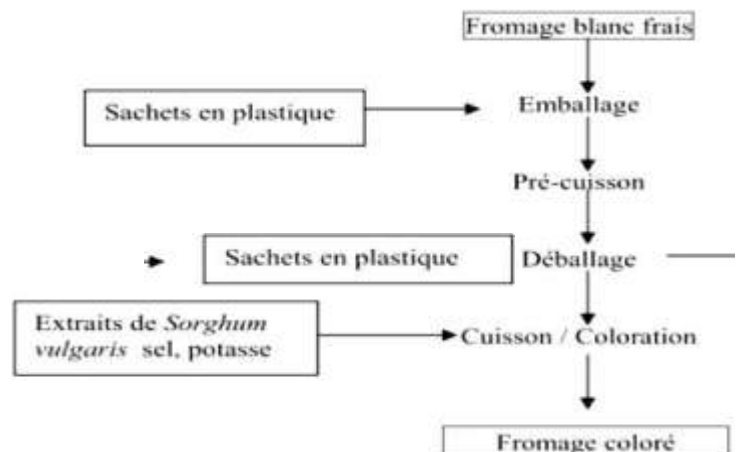 Fromage blanc frais
Sachets en plastique
Emballage
Pré-cuisson
Sachets en plastique
Déballage
Extraits de Sorghum
vulgaris sel, potasse
Cuisson / Coloration
Fromage coloré